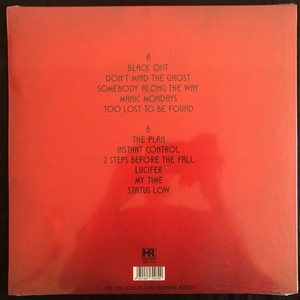 A
BLACK OUT
DON'T MIND THE GHOST
SOMEBODY ALONG THE WAY
MANIC MONDAYS
TOO LOST TO BE FOUND
B
THE PLAN
INSTANT CONTROL
2 STEPS BEFORE THE FALL
LUCIFER
MY TIME
STATUS LOW
HR